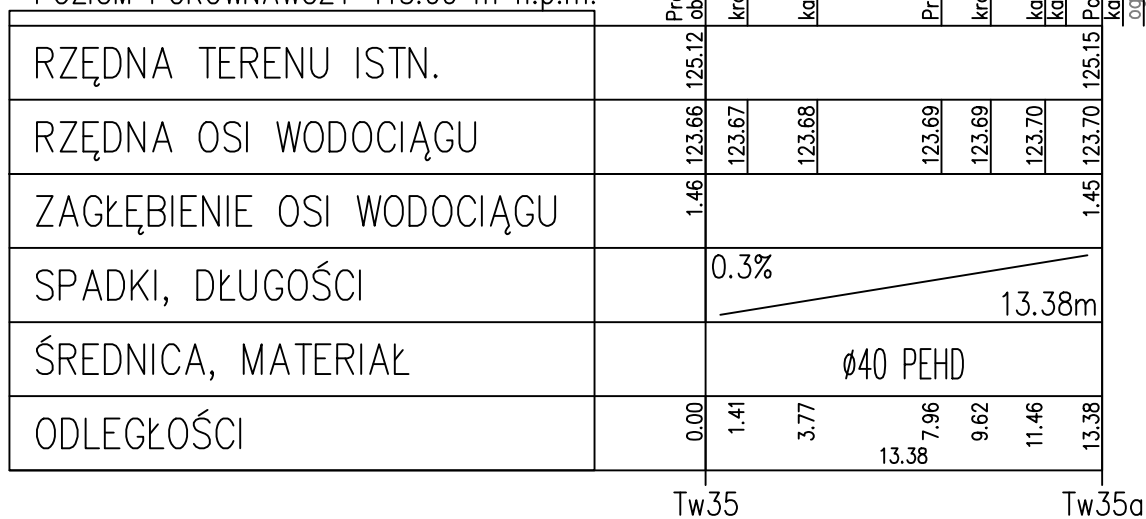 RZĘDNA TERENU ISTN. 125.12 125.15
RZĘDNA OSI WODOCIĄGU 123.66 123.67 123.68 123.69 123.69 123.70 123.70
ZAGŁĘBIENIE OSI WODOCIĄGU 1.46 1.45
SPADKI, DŁUGOŚCI 0.3% 13.38m
ŚREDNICA, MATERIAŁ ø40 PEHD
ODLEGŁOŚCI 0.00 1.41 3.77 7.96 9.62 11.46 13.38
13.38
Tw35 Tw35a